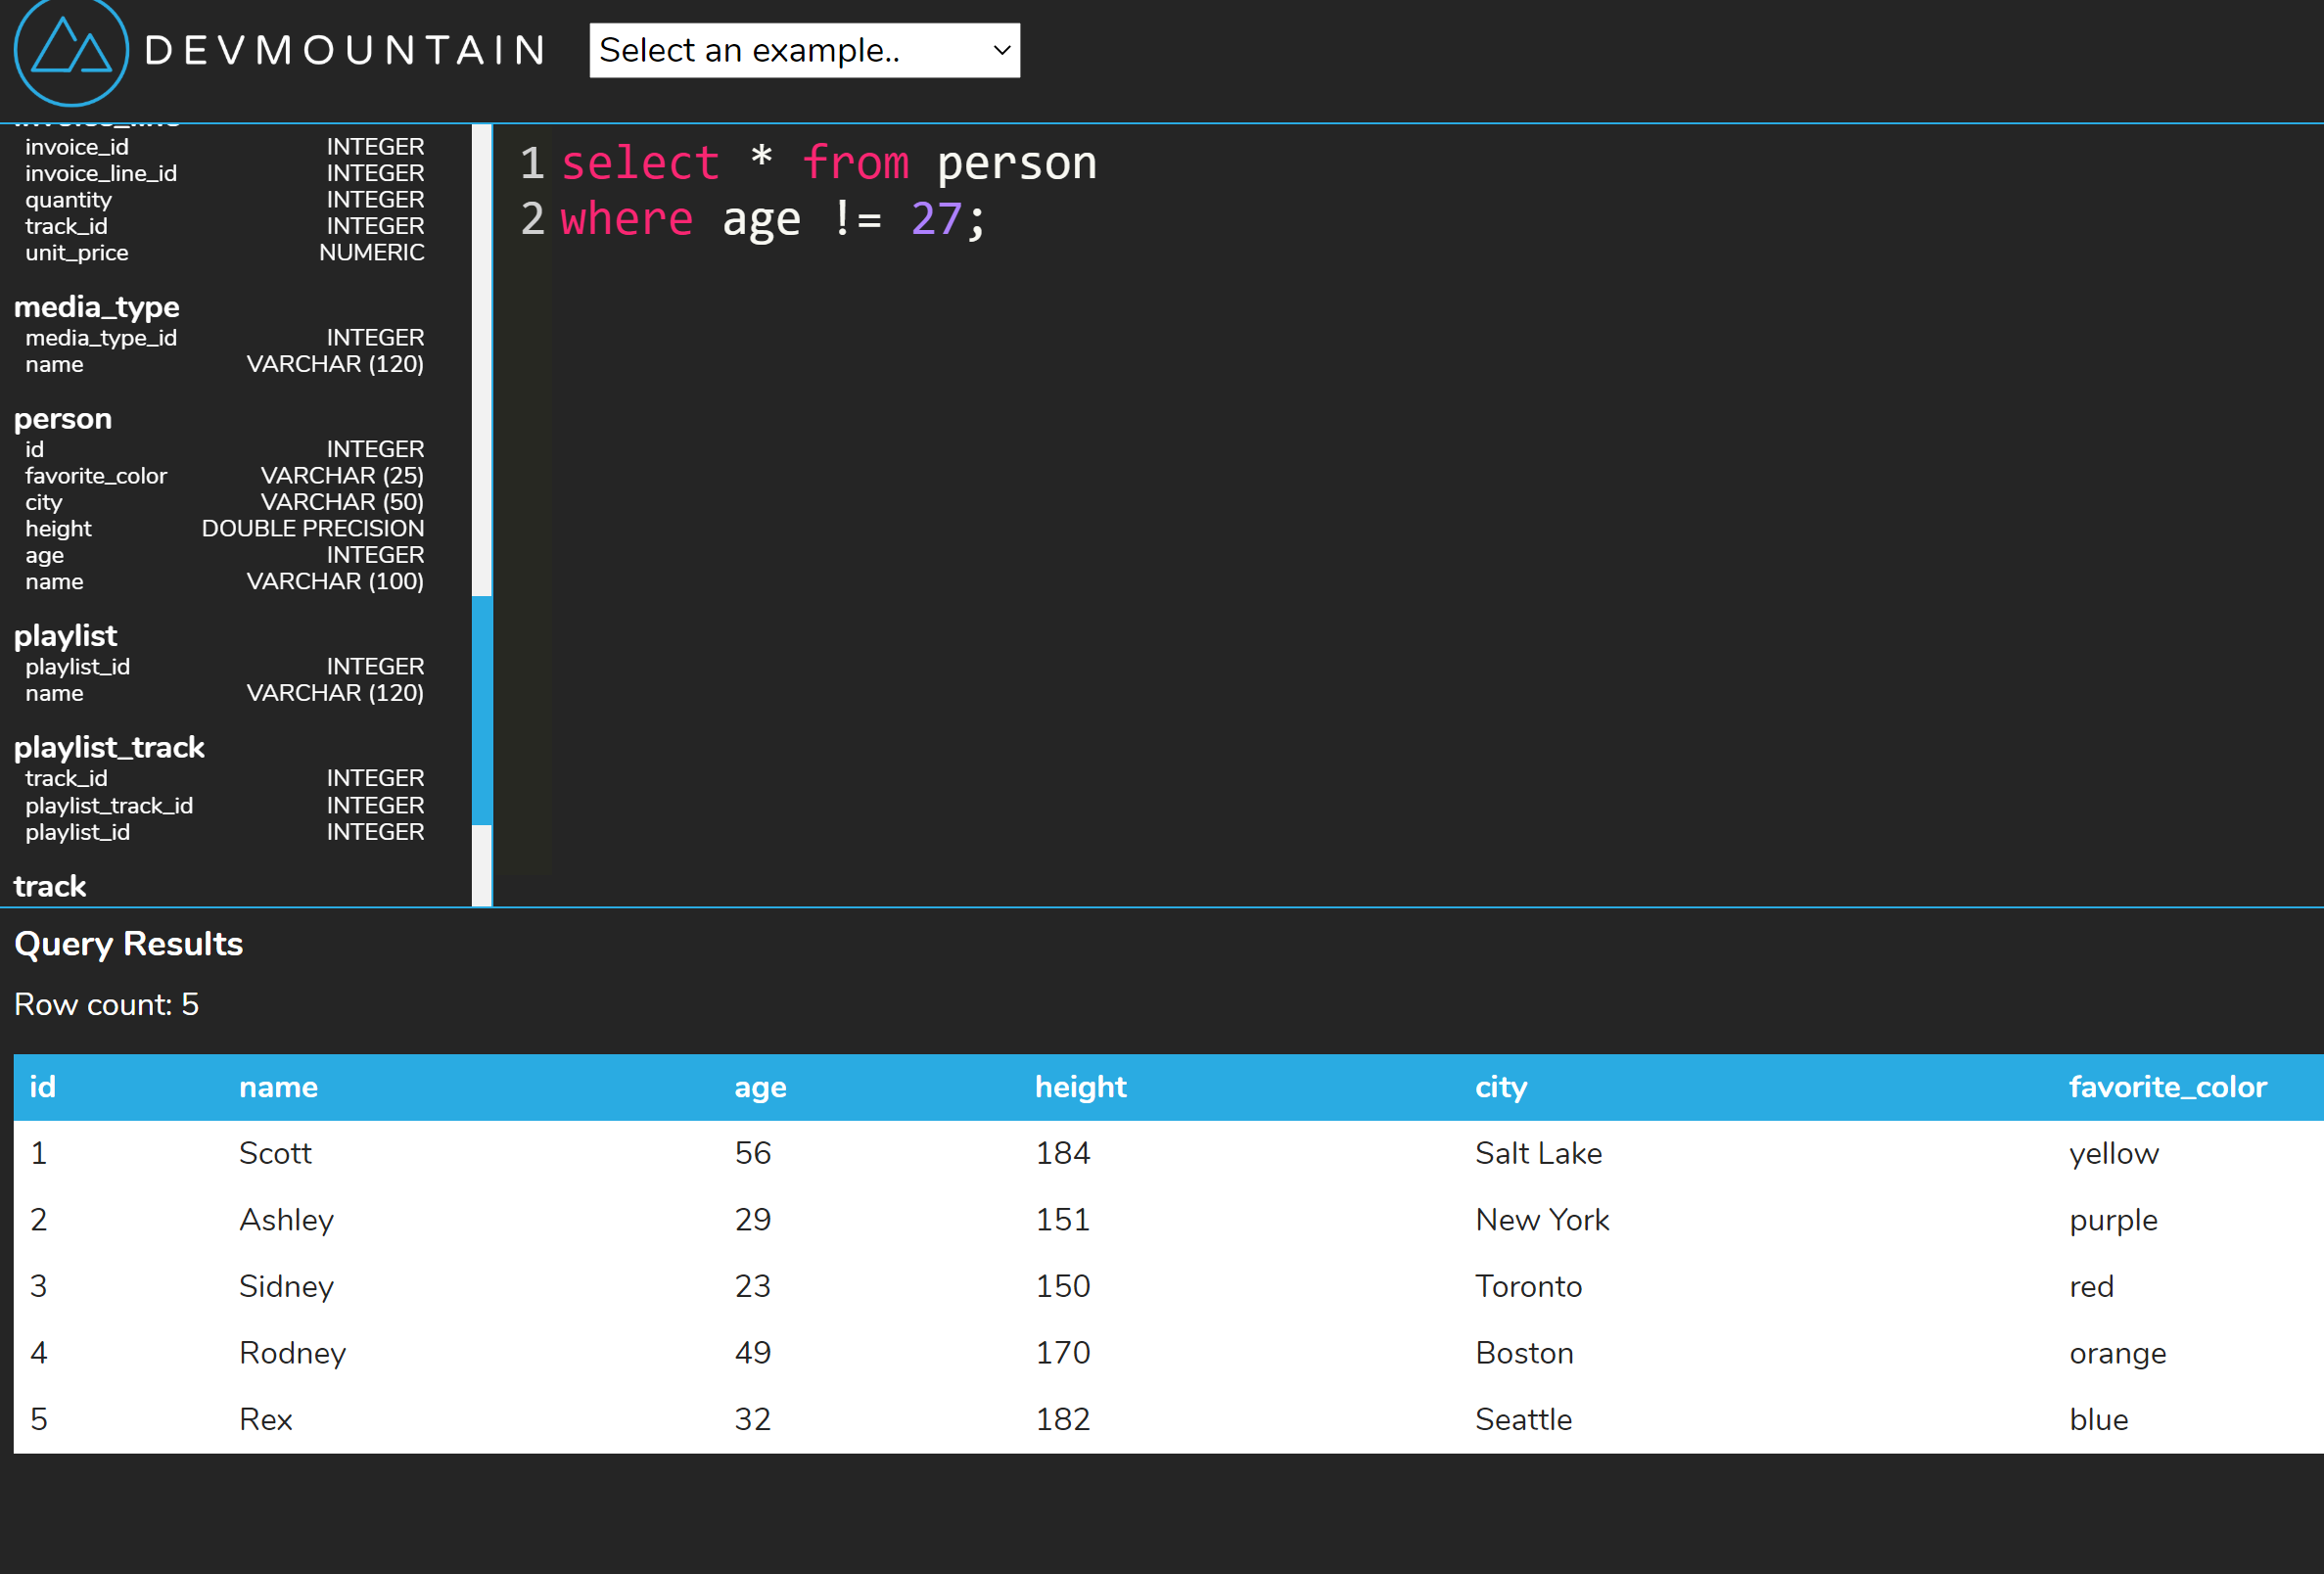 DEVMOUNTAIN
Select an example..
invoice_id INTEGER
invoice_line_id INTEGER
quantity INTEGER
track_id INTEGER
unit_price NUMERIC
media_type
media_type_id INTEGER
name VARCHAR (120)
person
id INTEGER
favorite_color VARCHAR (25)
city VARCHAR (50)
height DOUBLE PRECISION
age INTEGER
name VARCHAR (100)
playlist
playlist_id INTEGER
name VARCHAR (120)
playlist_track
track_id INTEGER
playlist_track_id INTEGER
playlist_id INTEGER
track
1 select * from person
2 where age != 27;
Query Results
Row count: 5
id name age height city favorite_color
1 Scott 56 184 Salt Lake yellow
2 Ashley 29 151 New York purple
3 Sidney 23 150 Toronto red
4 Rodney 49 170 Boston orange
5 Rex 32 182 Seattle blue